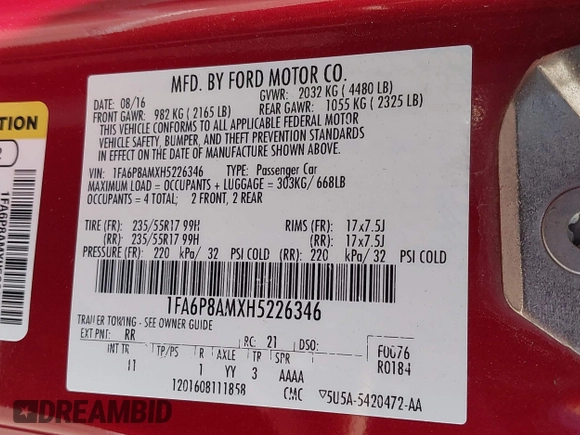 MFD. BY FORD MOTOR CO.
DATE: 08/16 GVWR: 2032 KG ( 4480 LB)
FRONT GAWR: 982 KG ( 2165 LB) REAR GAWR: 1055 KG ( 2325 LB)
THIS VEHICLE CONFORMS TO ALL APPLICABLE FEDERAL MOTOR
VEHICLE SAFETY, BUMPER, AND THEFT PREVENTION STANDARDS
IN EFFECT ON THE DATE OF MANUFACTURE SHOWN ABOVE.
VIN: 1FA6P8AMXH5226346 TYPE: Passenger Car
MAXIMUM LOAD = OCCUPANTS + LUGGAGE = 303KG/ 668LB
OCCUPANTS = 4 TOTAL; 2 FRONT, 2 REAR
TIRE (FR): 235/55R17 99H RIMS (FR): 17x7.5J
(RR): 235/55R17 99H (RR): 17x7.5J
PRESSURE (FR): 220 kPa/ 32 PSI COLD (RR): 220 kPa/ 32 PSI COLD
1FA6P8AMXH5226346
TRAILER TOWING - SEE OWNER GUIDE
EXT PNT: RR RC: 21 DSO: F0076
INT TR TP/PS R AXLE TR SPR R0184
1 YY 3 AAAA
1201608111858 CMC ▽5U5A-5420472-AA
DREAMBID